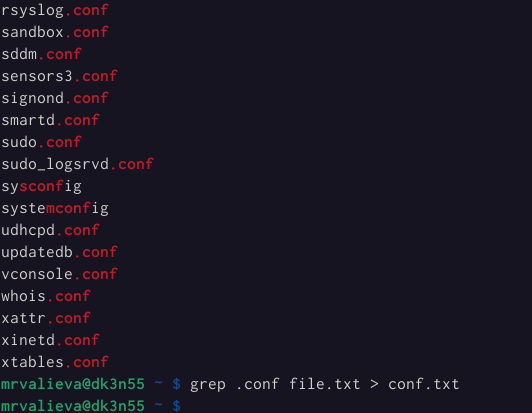 rsyslog.conf
sandbox.conf
sddm.conf
sensors3.conf
signond.conf
smartd.conf
sudo.conf
sudo_logsrvd.conf
sysconfig
systemconfig
udhcpd.conf
updatedb.conf
vconsole.conf
whois.conf
xattr.conf
xinetd.conf
xtables.conf
mrvalieva@dk3n55 ~ $ grep .conf file.txt > conf.txt
mrvalieva@dk3n55 ~ $